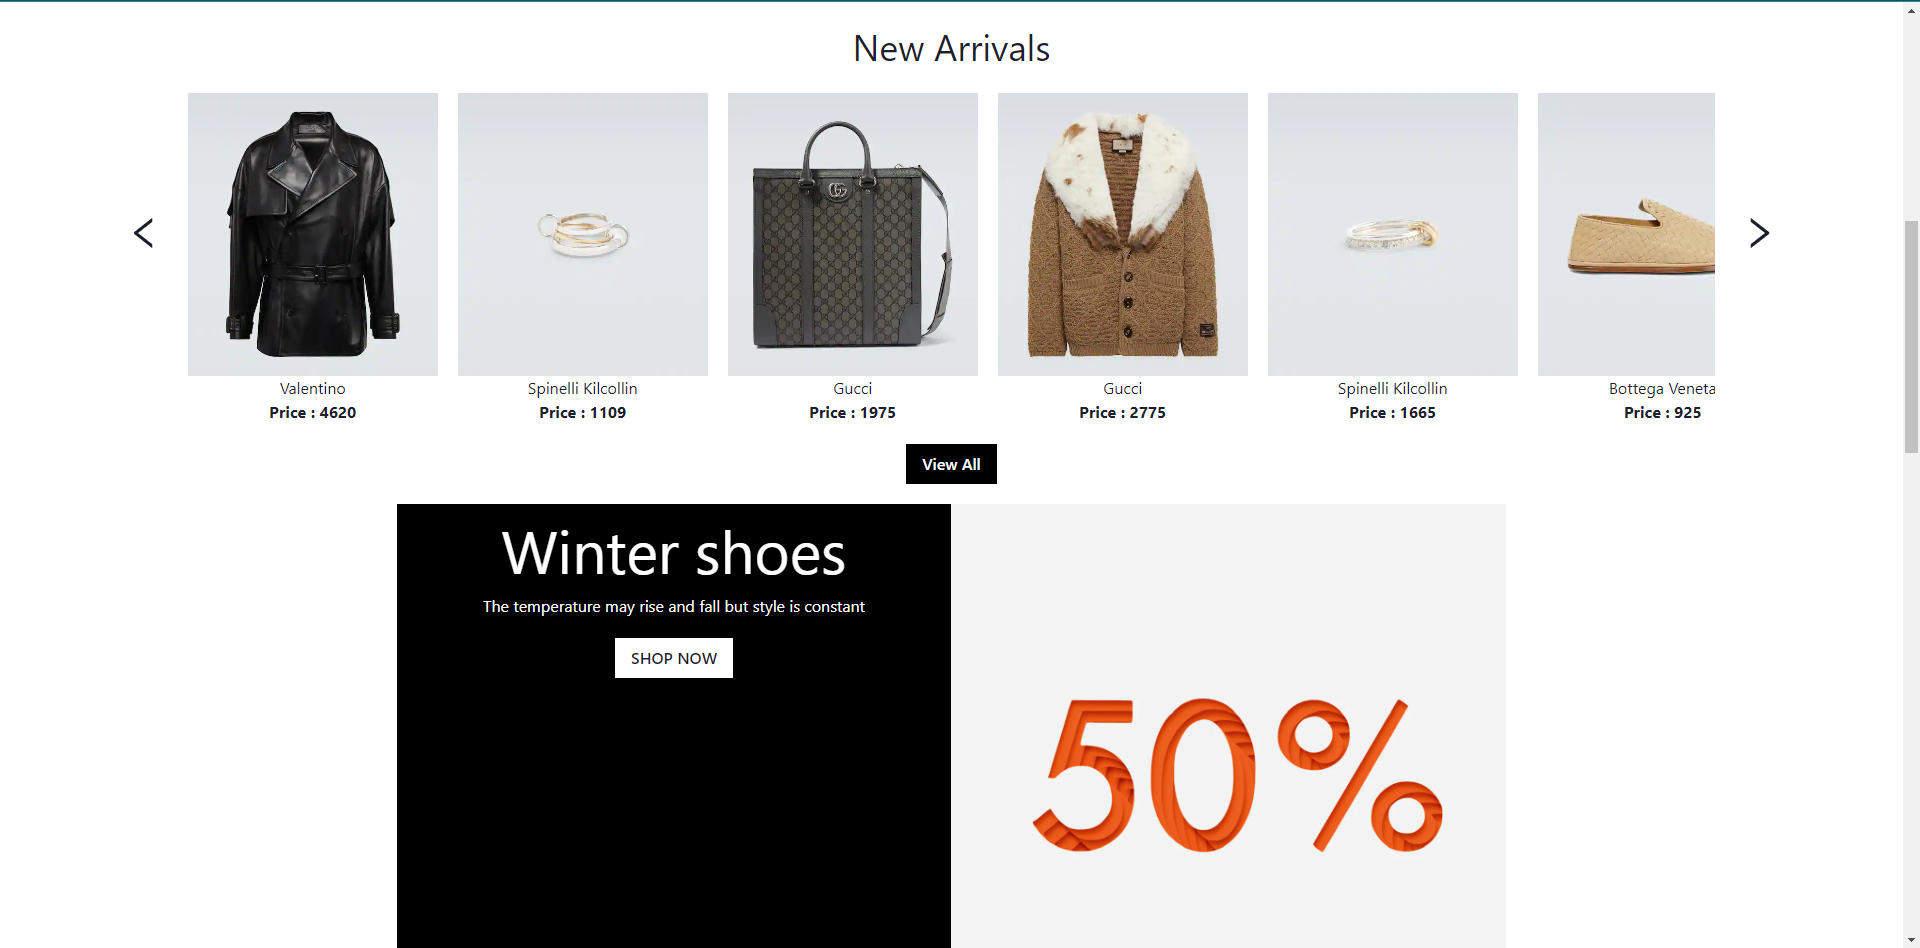 New Arrivals
Valentino
Price : 4620
Spinelli Kilcollin
Price : 1109
Gucci
Price : 1975
Gucci
Price : 2775
Spinelli Kilcollin
Price : 1665
Bottega Veneta
Price : 925
View All
Winter shoes
The temperature may rise and fall but style is constant
SHOP NOW
50%